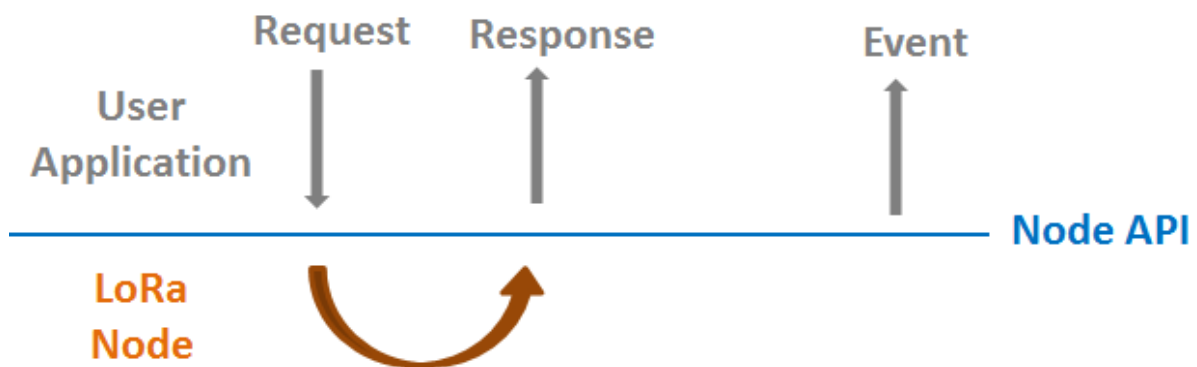 Request
Response
Event
User
Application
Node API
LoRa
Node